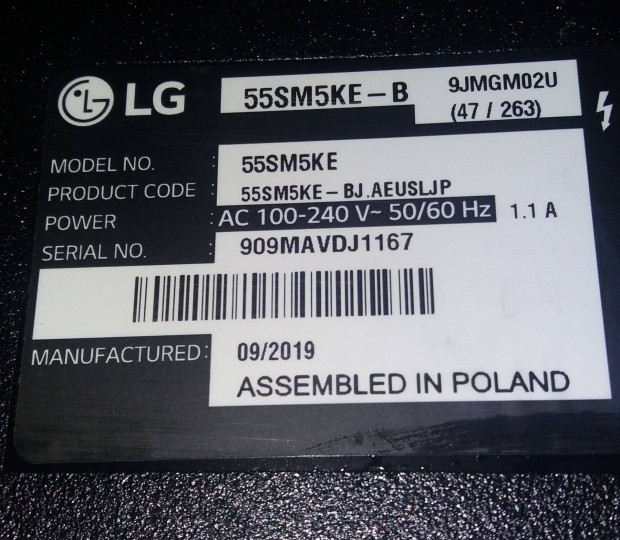 LG 55SM5KE-B 9JMGM02U
(47 / 263)
MODEL NO. : 55SM5KE
PRODUCT CODE : 55SM5KE-BJ.AEUSLJP
POWER : AC 100-240 V~ 50/60 Hz 1.1 A
SERIAL NO. : 909MAVDJ1167
MANUFACTURED : 09/2019
ASSEMBLED IN POLAND